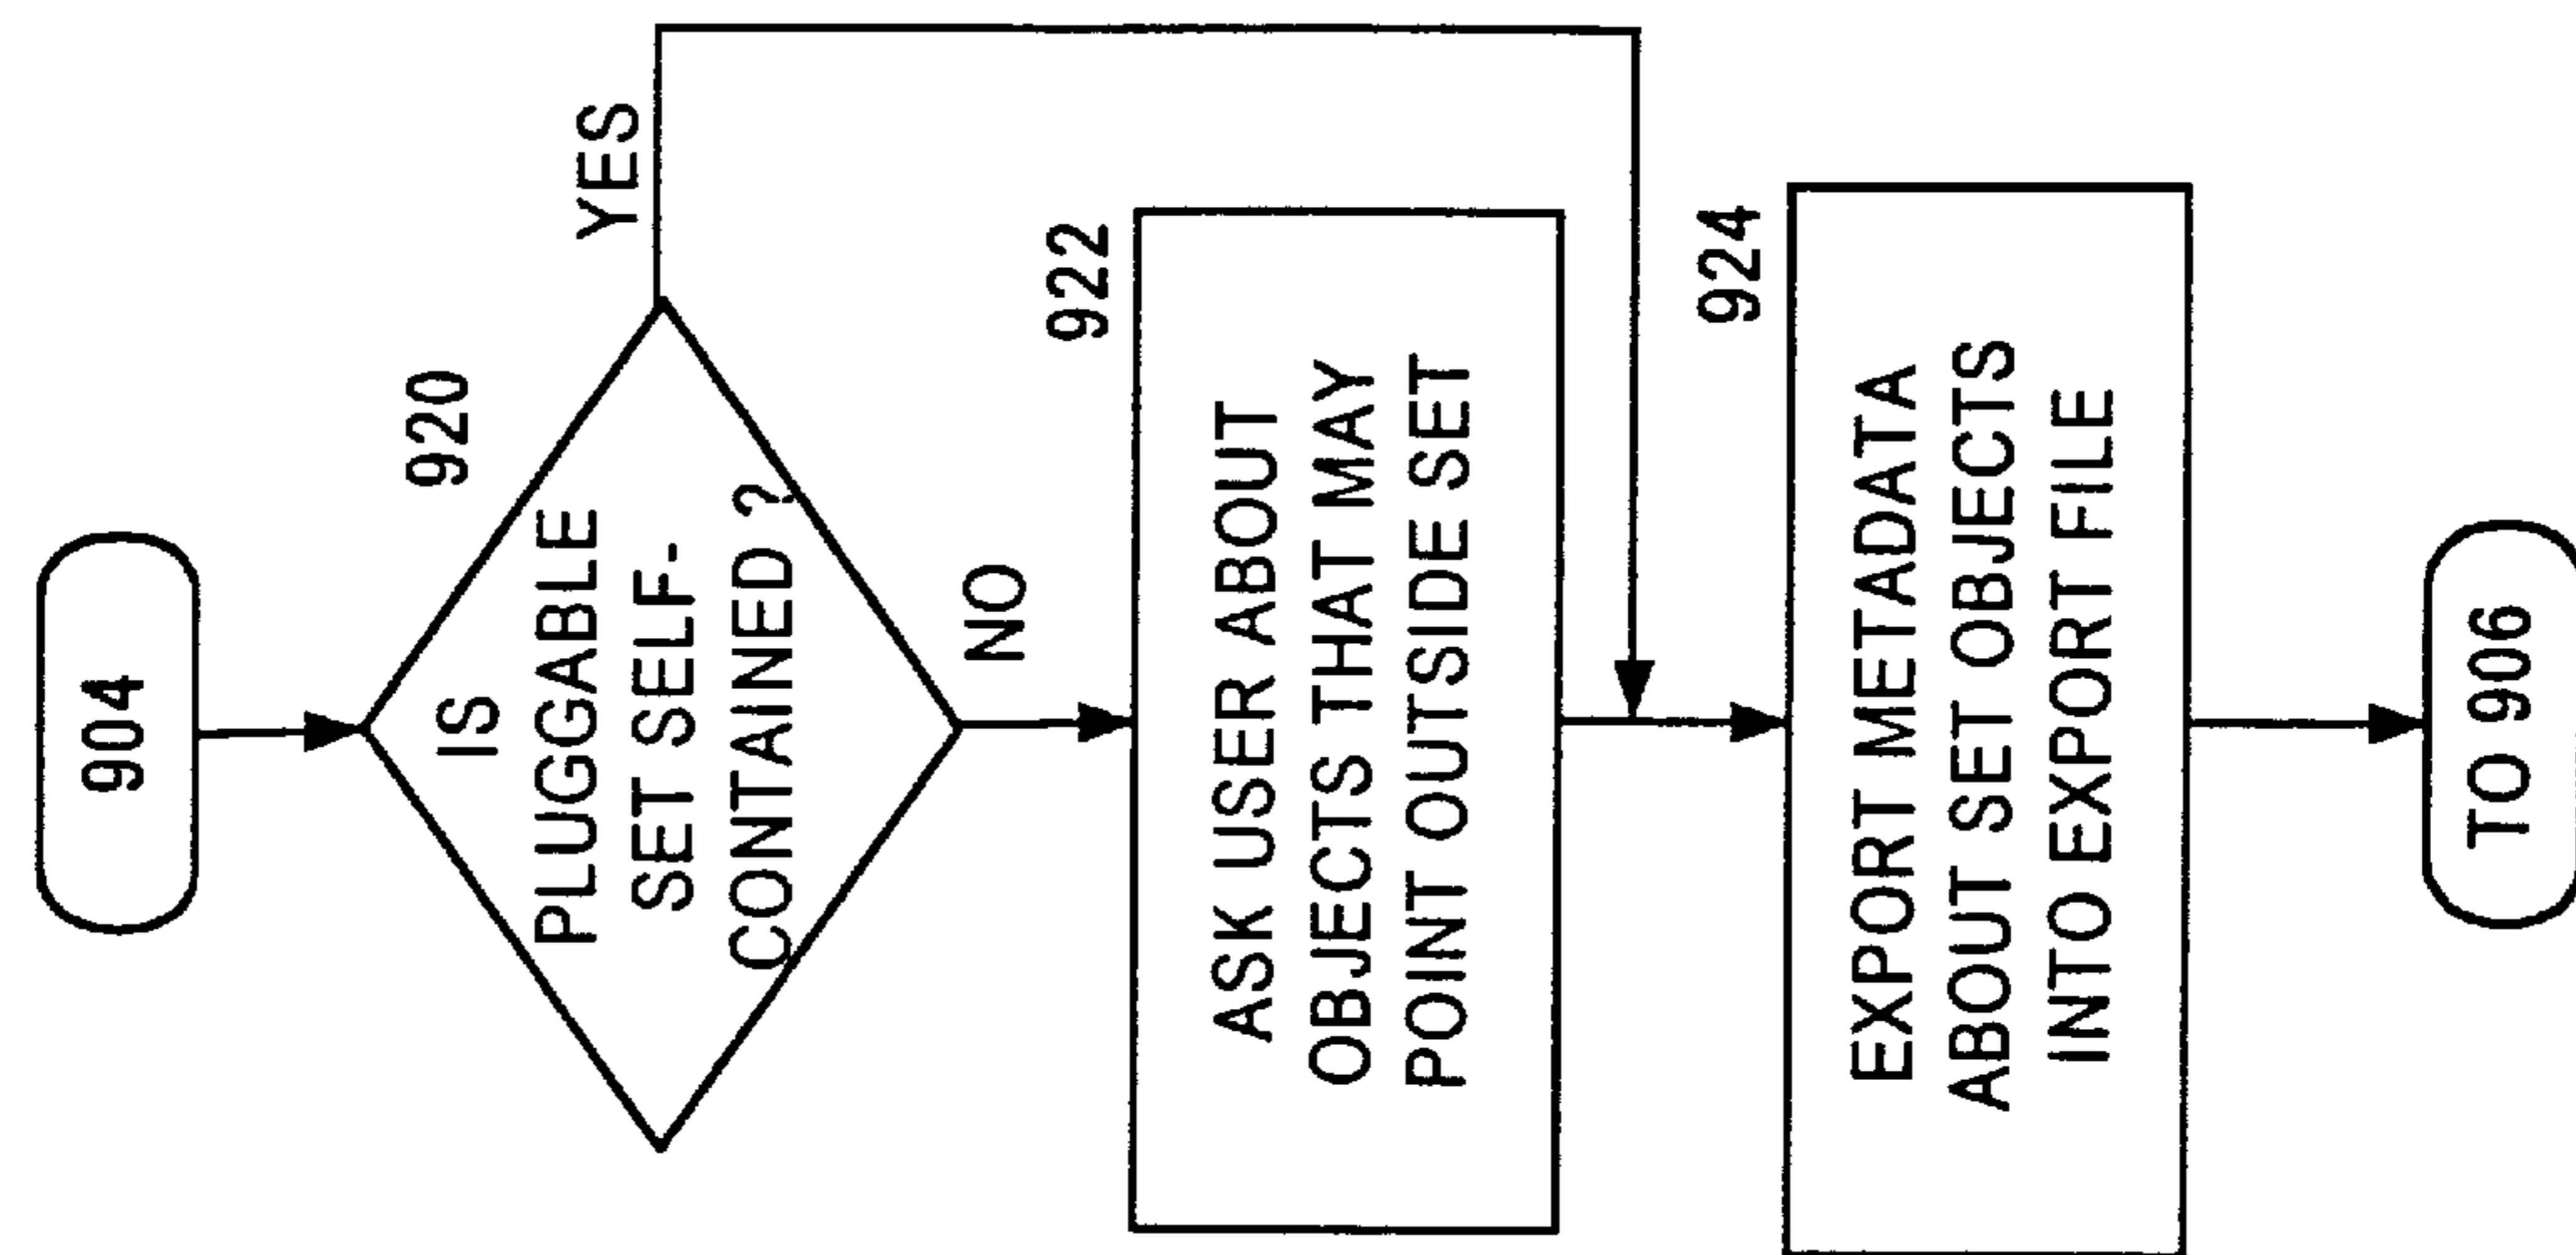 904
920
IS
PLUGGABLE
SET SELF-
CONTAINED ?
YES
NO
922
ASK USER ABOUT
OBJECTS THAT MAY
POINT OUTSIDE SET
924
EXPORT METADATA
ABOUT SET OBJECTS
INTO EXPORT FILE
TO 906